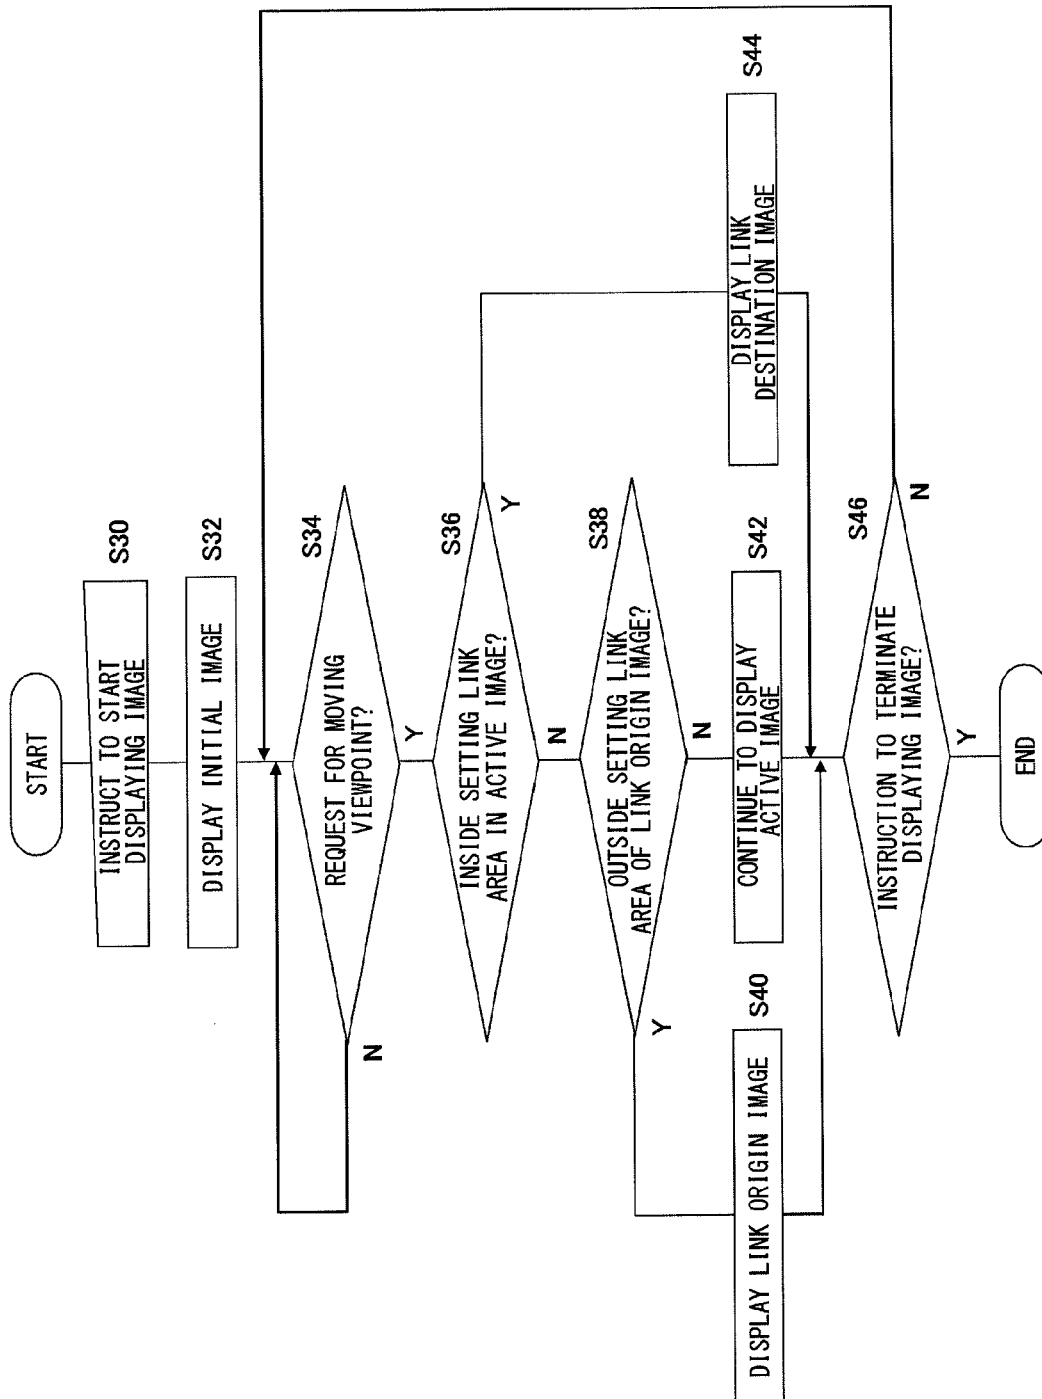 START
INSTRUCT TO START
DISPLAYING IMAGE
S30
DISPLAY INITIAL IMAGE
S32
REQUEST FOR MOVING
VIEWPOINT?
S34
N
Y
INSIDE SETTING LINK
AREA IN ACTIVE IMAGE?
S36
Y
N
OUTSIDE SETTING LINK
AREA OF LINK ORIGIN IMAGE?
S38
Y
N
DISPLAY LINK ORIGIN IMAGE
S40
CONTINUE TO DISPLAY
ACTIVE IMAGE
S42
DISPLAY LINK
DESTINATION IMAGE
S44
INSTRUCTION TO TERMINATE
DISPLAYING IMAGE?
S46
N
Y
END